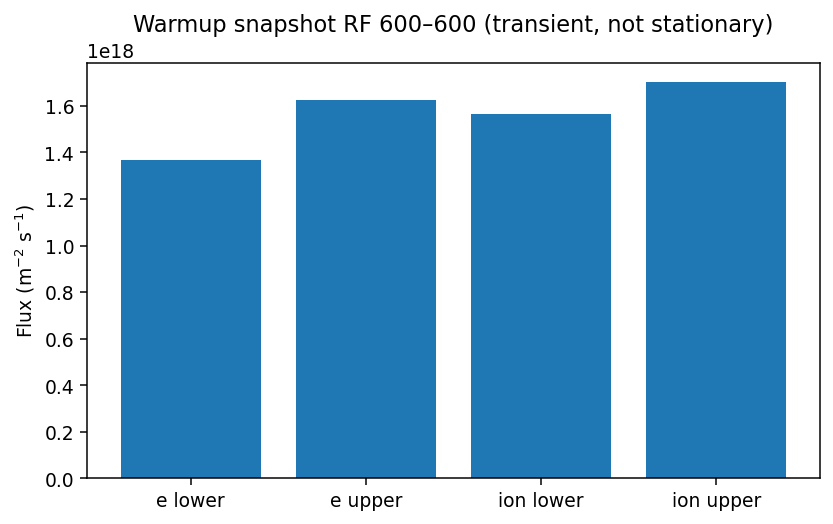 Warmup snapshot RF 600–600 (transient, not stationary)
1e18
Flux (m⁻² s⁻¹)
1.6
1.4
1.2
1.0
0.8
0.6
0.4
0.2
0.0
e lower e upper ion lower ion upper